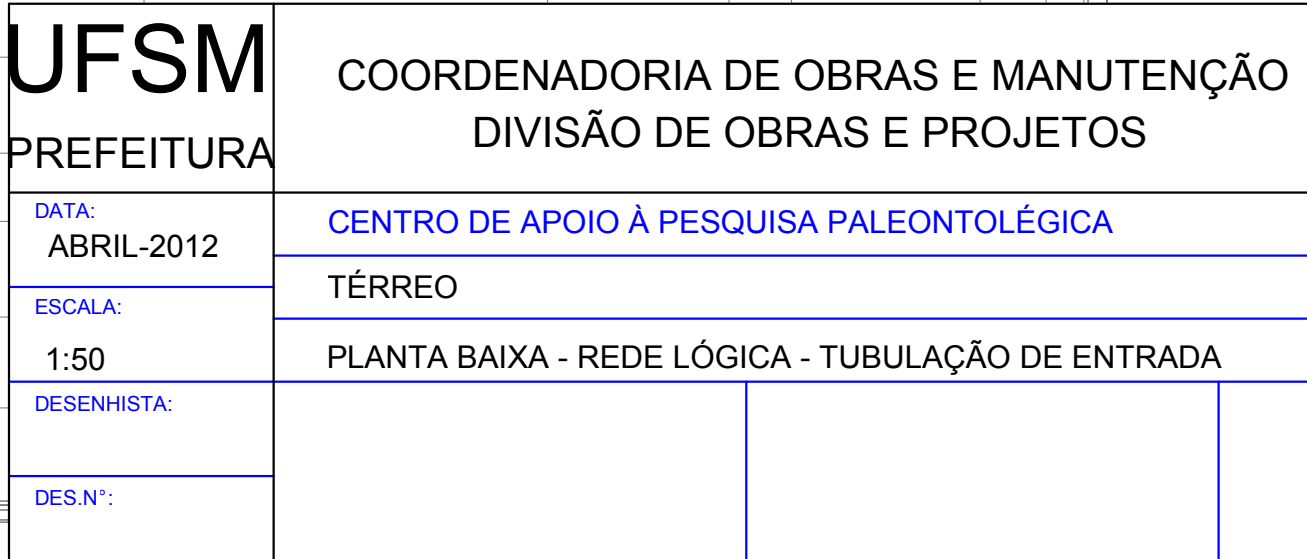 UFSM
PREFEITURA
COORDENADORIA DE OBRAS E MANUTENÇÃO
DIVISÃO DE OBRAS E PROJETOS
DATA:
ABRIL-2012
CENTRO DE APOIO À PESQUISA PALEONTOLÉGICA
TÉRREO
ESCALA:
1:50
PLANTA BAIXA - REDE LÓGICA - TUBULAÇÃO DE ENTRADA
DESENHISTA:
DES.N°: